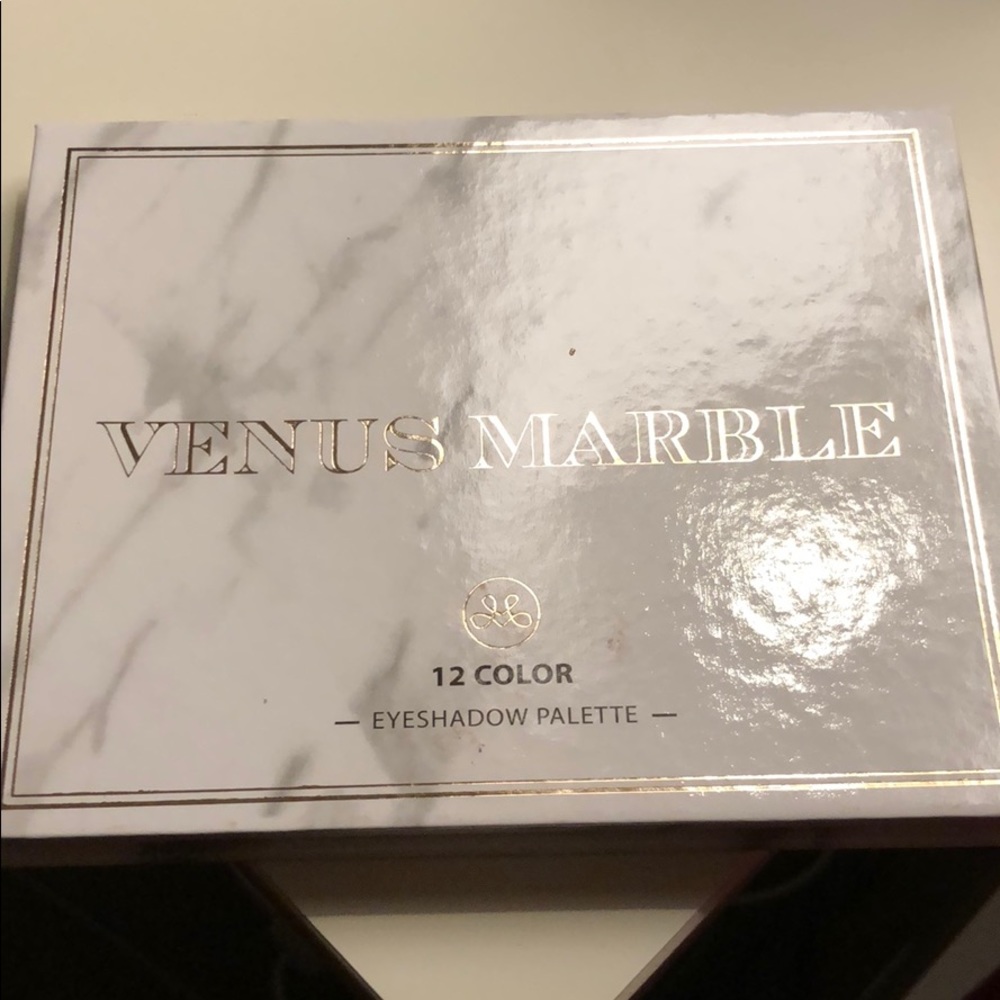 VENUS MARBLE
12 COLOR
— EYESHADOW PALETTE —